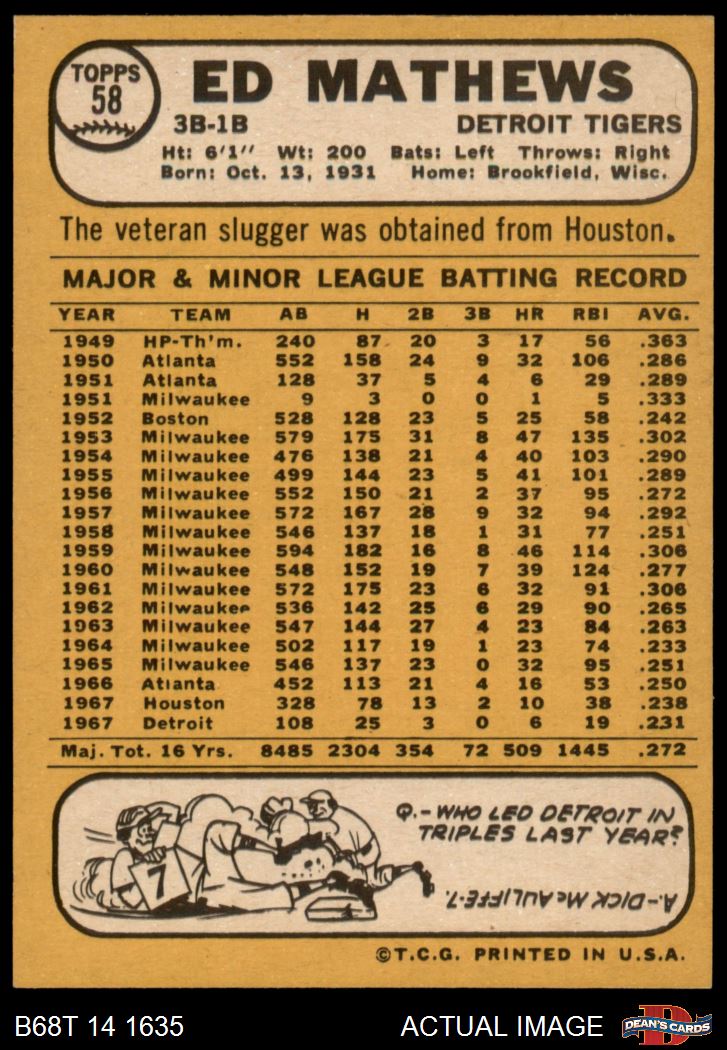 TOPPS
58
ED MATHEWS
3B-1B DETROIT TIGERS
Ht: 6'1" Wt: 200 Bats: Left Throws: Right
Born: Oct. 13, 1931 Home: Brookfield, Wisc.
The veteran slugger was obtained from Houston.
MAJOR & MINOR LEAGUE BATTING RECORD
YEAR TEAM AB H 2B 3B HR RBI AVG.
1949 HP-Th'm. 240 87 20 3 17 56 .363
1950 Atlanta 552 158 24 9 32 106 .286
1951 Atlanta 128 37 5 4 6 29 .289
1951 Milwaukee 9 3 0 0 1 5 .333
1952 Boston 528 128 23 5 25 58 .242
1953 Milwaukee 579 175 31 8 47 135 .302
1954 Milwaukee 476 138 21 4 40 103 .290
1955 Milwaukee 499 144 23 5 41 101 .289
1956 Milwaukee 552 150 21 2 37 95 .272
1957 Milwaukee 572 167 28 9 32 94 .292
1958 Milwaukee 546 137 18 1 31 77 .251
1959 Milwaukee 594 182 16 8 46 114 .306
1960 Milwaukee 548 152 19 7 39 124 .277
1961 Milwaukee 572 175 23 6 32 91 .306
1962 Milwaukee 536 142 25 6 29 90 .265
1963 Milwaukee 547 144 27 4 23 84 .263
1964 Milwaukee 502 117 19 1 23 74 .233
1965 Milwaukee 546 137 23 0 32 95 .251
1966 Atlanta 452 113 21 4 16 53 .250
1967 Houston 328 78 13 2 10 38 .238
1967 Detroit 108 25 3 0 6 19 .231
Maj. Tot. 16 Yrs. 8485 2304 354 72 509 1445 .272
Q.-WHO LED DETROIT IN
TRIPLES LAST YEAR?
7
A-DICK McAULIFFE-7.
©T.C.G. PRINTED IN U.S.A.
B68T 14 1635 ACTUAL IMAGE
D
DEAN'S CARDS